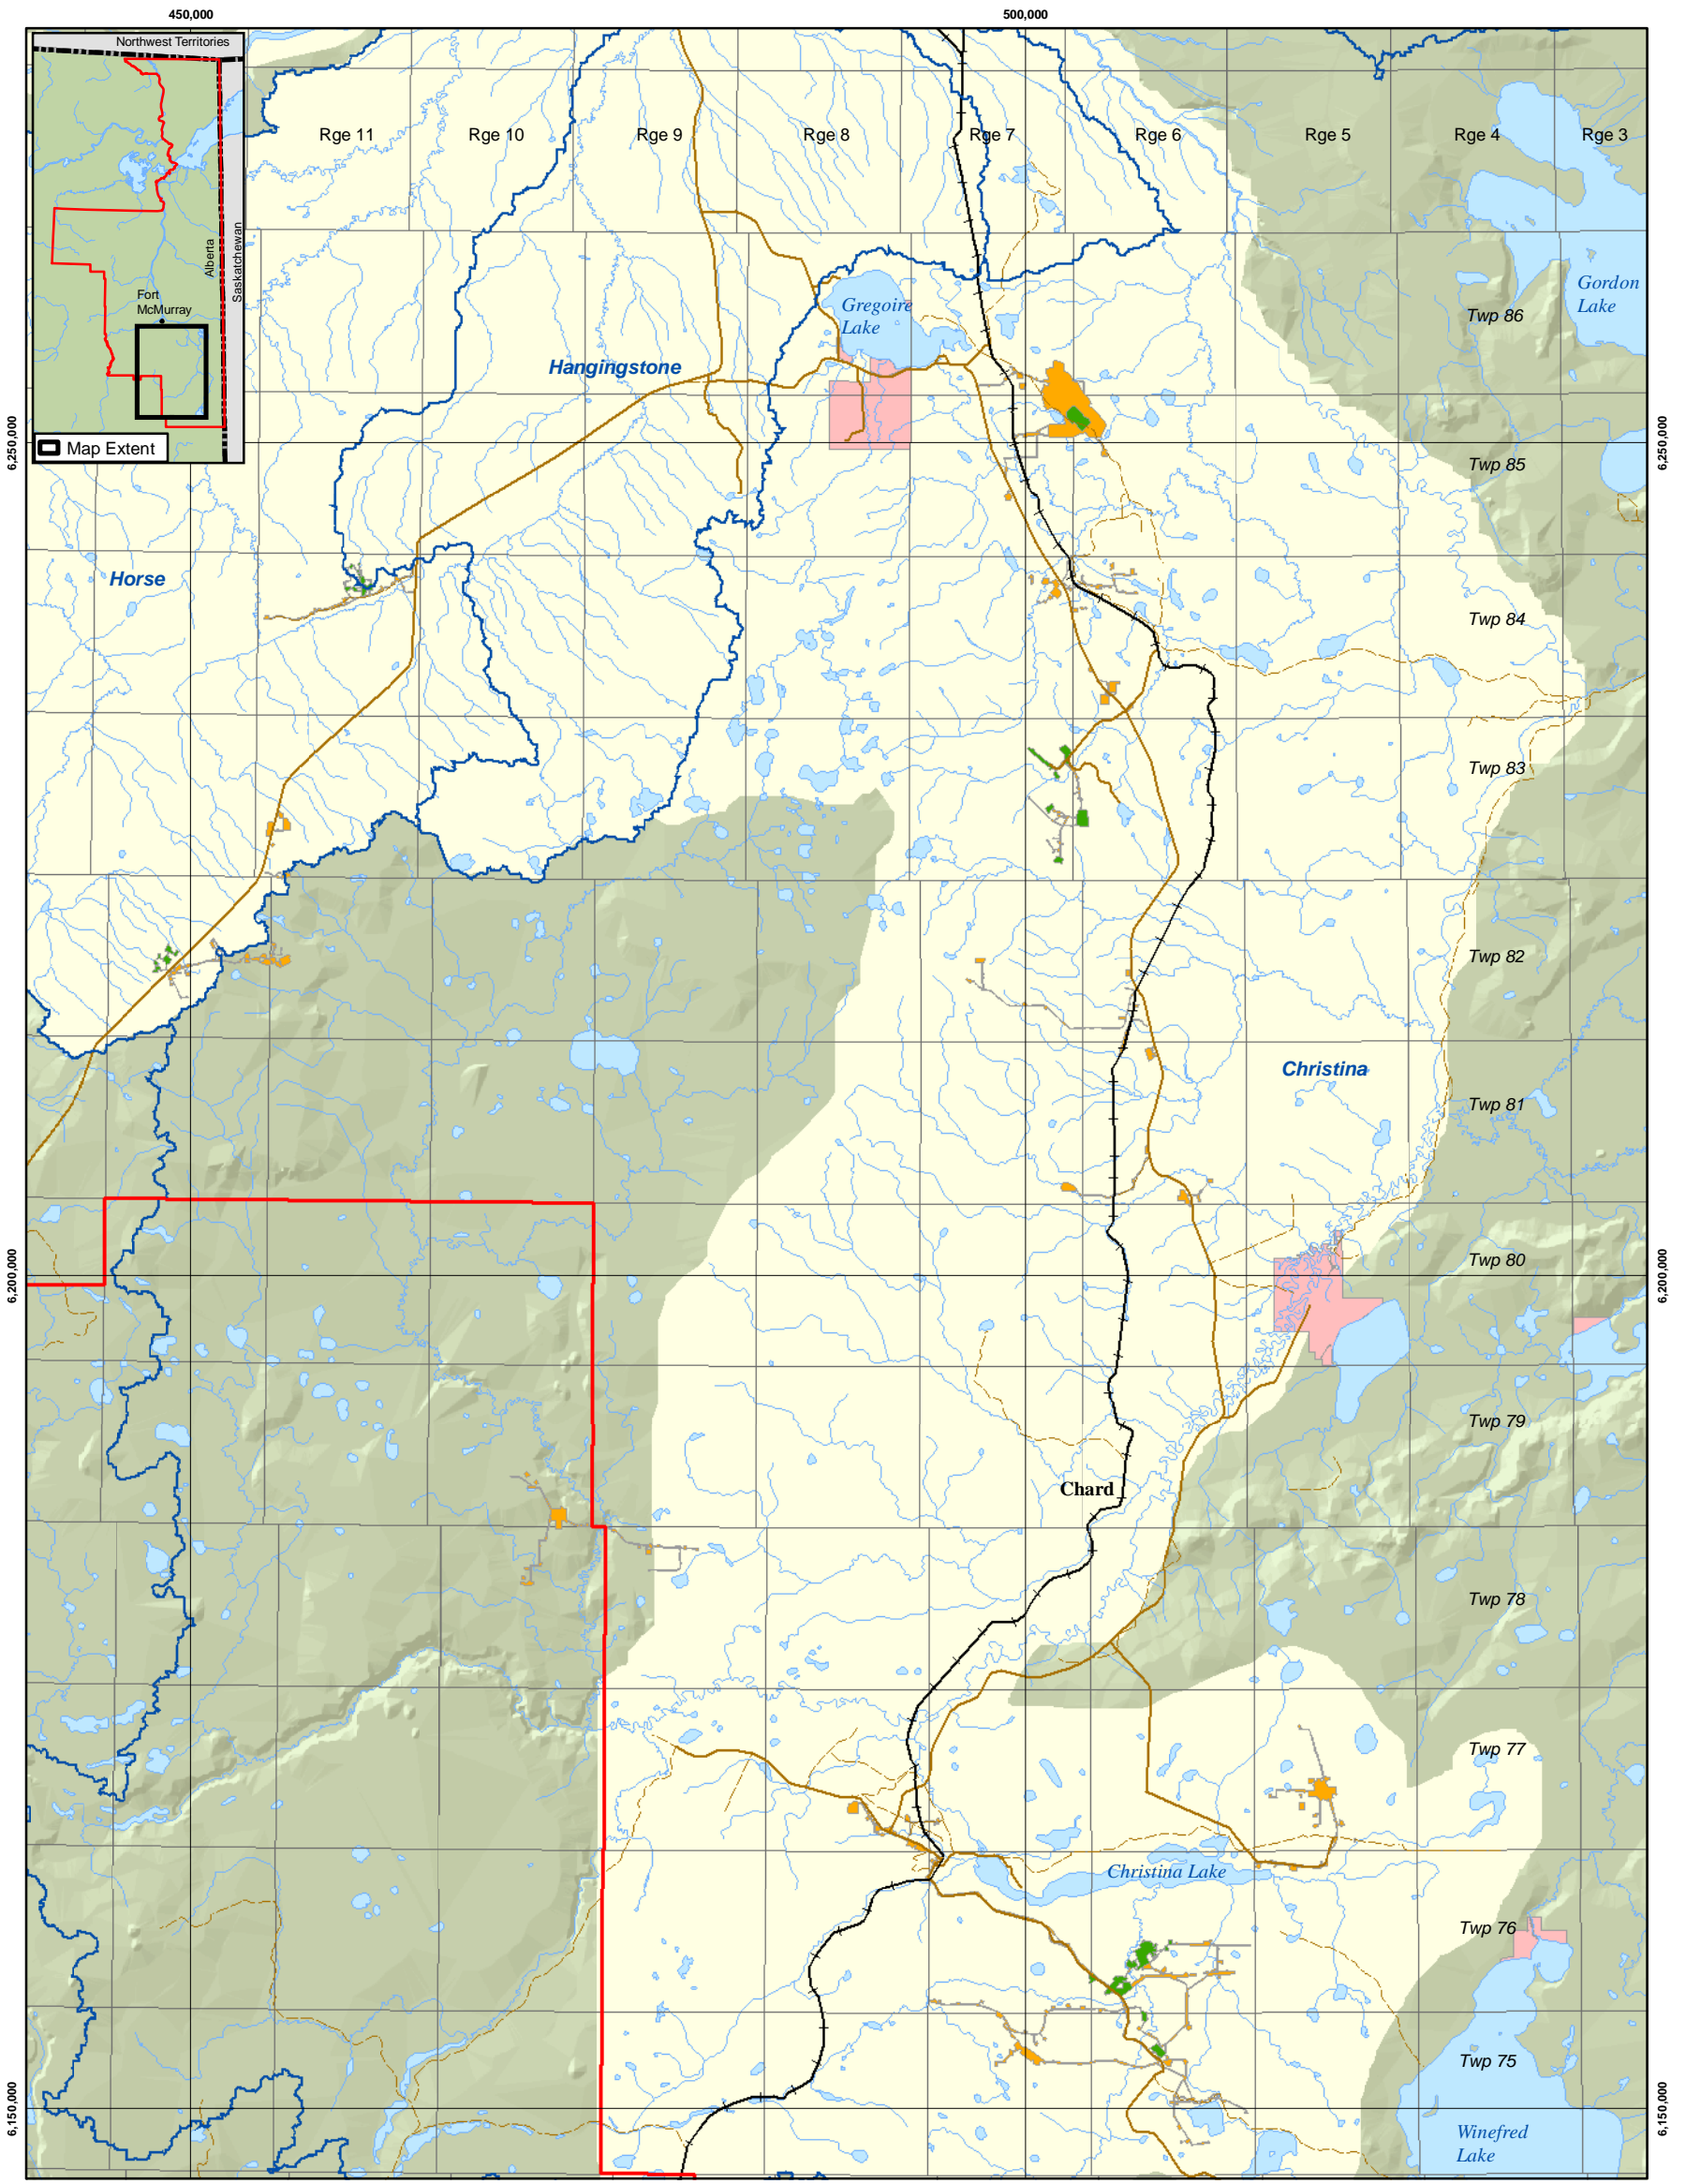 450,000
500,000
Northwest Territories
Alberta
Saskatchewan
Fort
McMurray
Map Extent
Rge 11
Rge 10
Rge 9
Rge 8
Rge 7
Rge 6
Rge 5
Rge 4
Rge 3
Gordon
Lake
Gregoire
Lake
Twp 86
Hangingstone
6,250,000
6,250,000
Twp 85
Horse
Twp 84
Twp 83
Twp 82
Christina
Twp 81
6,200,000
6,200,000
Twp 80
Twp 79
Chard
Twp 78
Twp 77
Christina Lake
Twp 76
Twp 75
6,150,000
6,150,000
Winefred
Lake